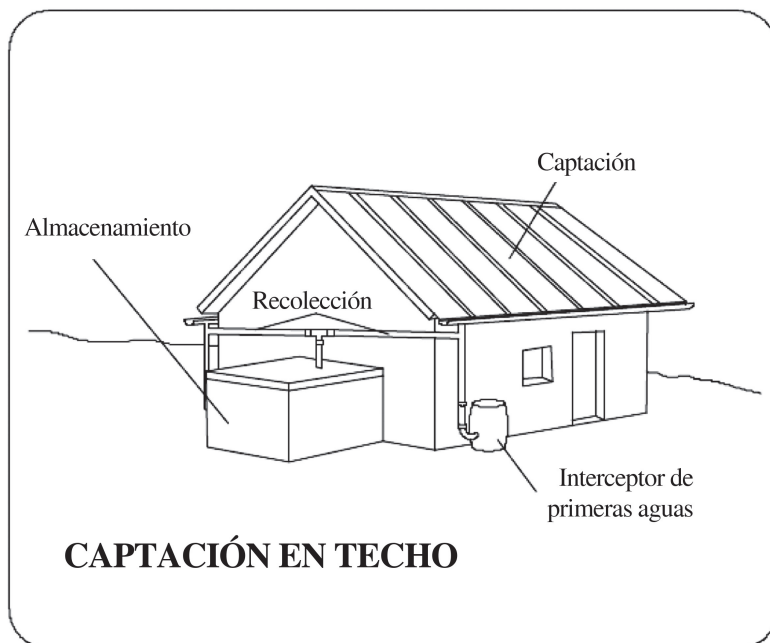 Captación
Almacenamiento
Recolección
Interceptor de
primeras aguas
CAPTACIÓN EN TECHO